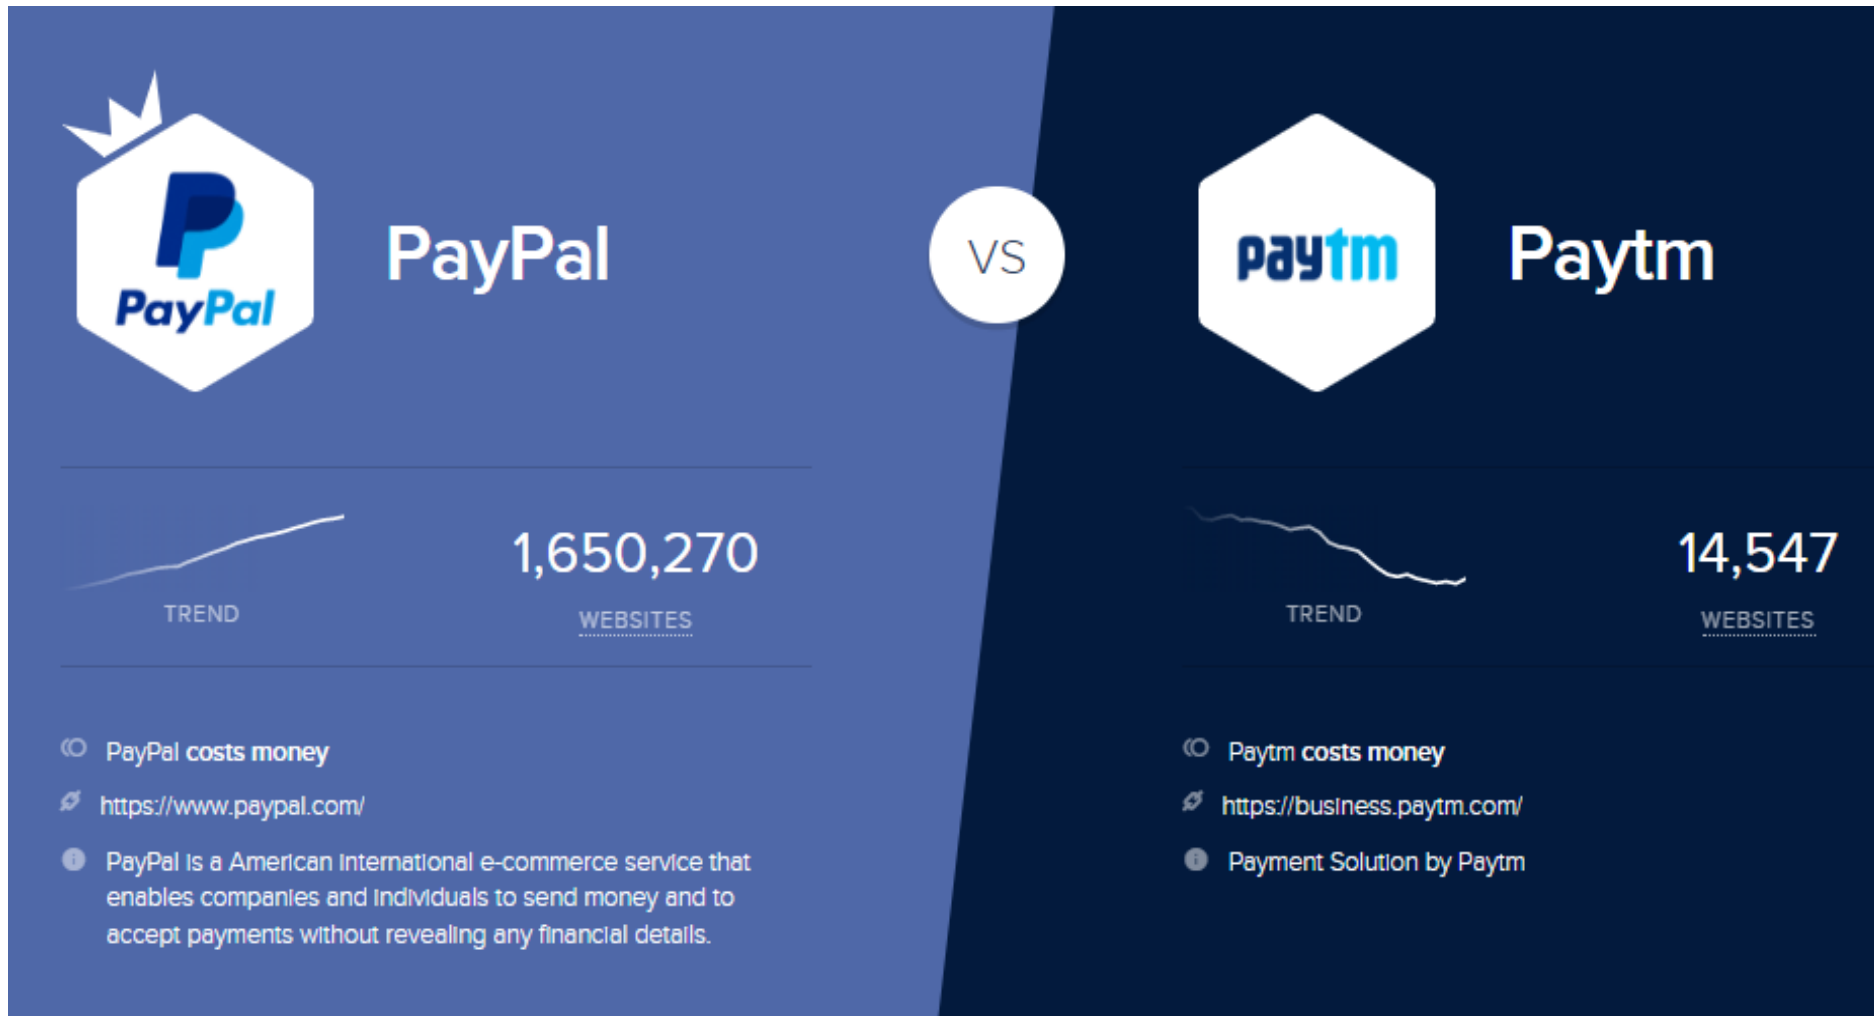 PayPal
PayPal
VS
paytm
Paytm
1,650,270
TREND
WEBSITES
14,547
TREND
WEBSITES
PayPal costs money
https://www.paypal.com/
PayPal is a American international e-commerce service that
enables companies and individuals to send money and to
accept payments without revealing any financial details.
Paytm costs money
https://business.paytm.com/
Payment Solution by Paytm